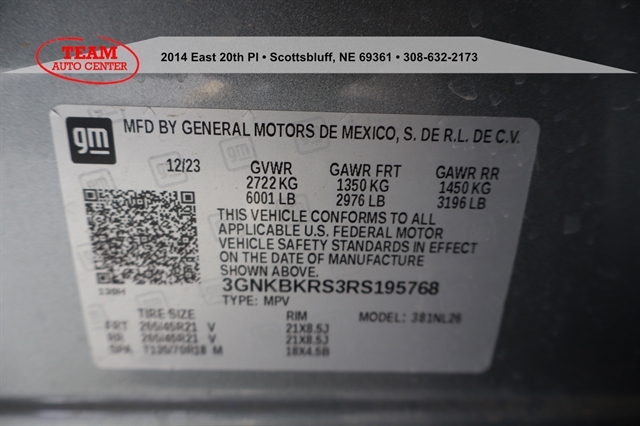 TEAM
AUTO CENTER
2014 East 20th Pl • Scottsbluff, NE 69361 • 308-632-2173
gm
MFD BY GENERAL MOTORS DE MEXICO, S. DE R.L. DE C.V.
12/23 GVWR GAWR FRT GAWR RR
2722 KG 1350 KG 1450 KG
6001 LB 2976 LB 3196 LB
THIS VEHICLE CONFORMS TO ALL
APPLICABLE U.S. FEDERAL MOTOR
VEHICLE SAFETY STANDARDS IN EFFECT
ON THE DATE OF MANUFACTURE
SHOWN ABOVE.
3GNKBKRS3RS195768
TYPE: MPV
TIRE SIZE RIM MODEL: 381NL26
FRT 265/45R21 V 21X8.5J
RR 265/45R21 V 21X8.5J
SPA T135/70R18 M 18X4.5B